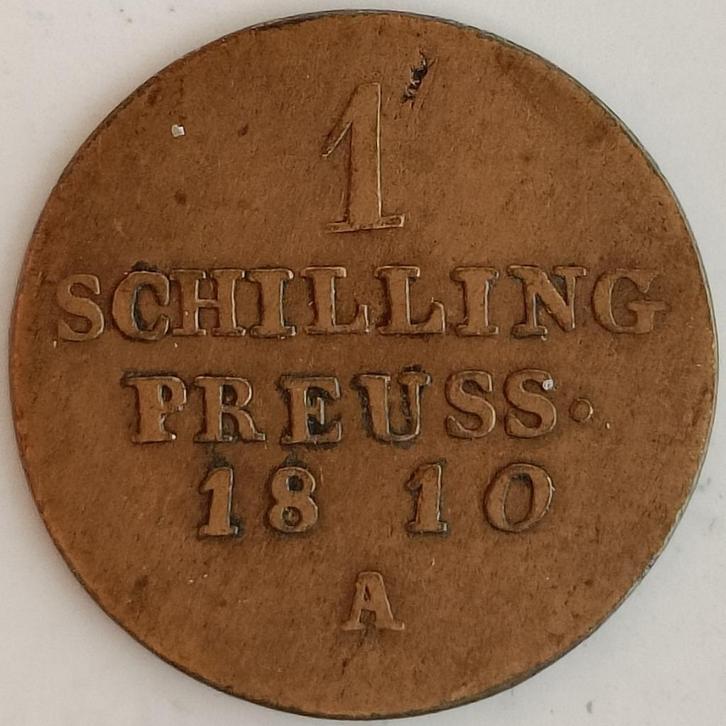 1
SCHILLING
PREUSS.
18 10
A